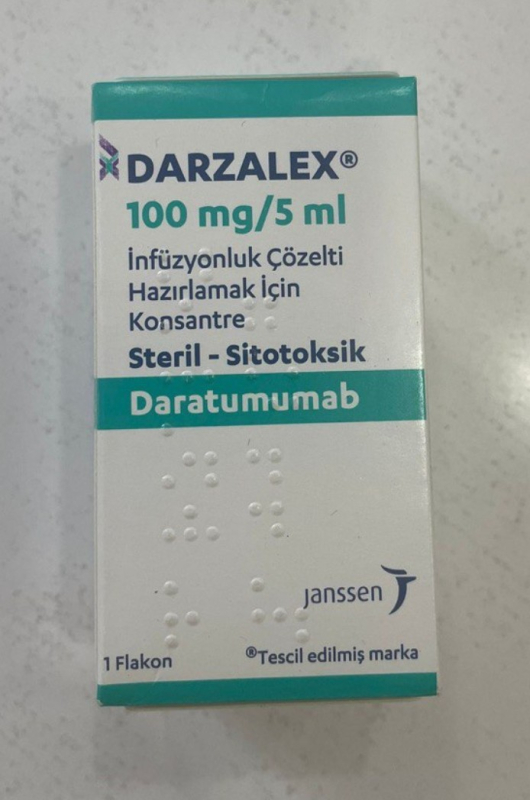 DARZALEX®
100 mg/5 ml
İnfüzyonluk Çözelti
Hazırlamak İçin
Konsantre
Steril - Sitotoksik
Daratumumab
janssen
1 Flakon
®Tescil edilmiş marka